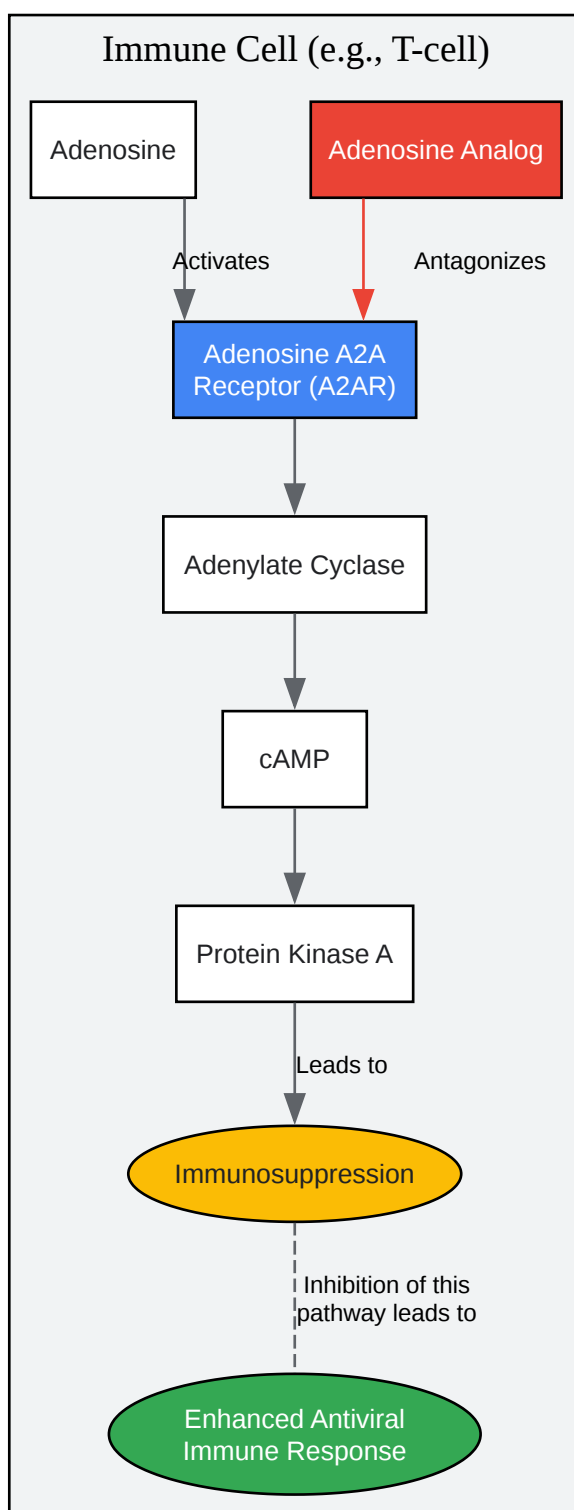 Immune Cell (e.g., T-cell)
Adenosine
Adenosine Analog
Activates
Antagonizes
Adenosine A2A
Receptor (A2AR)
Adenylate Cyclase
cAMP
Protein Kinase A
Leads to
Immunosuppression
Inhibition of this
pathway leads to
Enhanced Antiviral
Immune Response